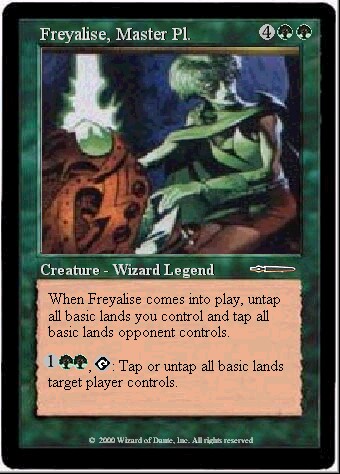 Freyalise, Master Pl.
4
Creature - Wizard Legend
When Freyalise comes into play, untap
all basic lands you control and tap all
basic lands opponent controls.
1 , : Tap or untap all basic lands
target player controls.
© 2000 Wizard of Dante, Inc. All rights reserved